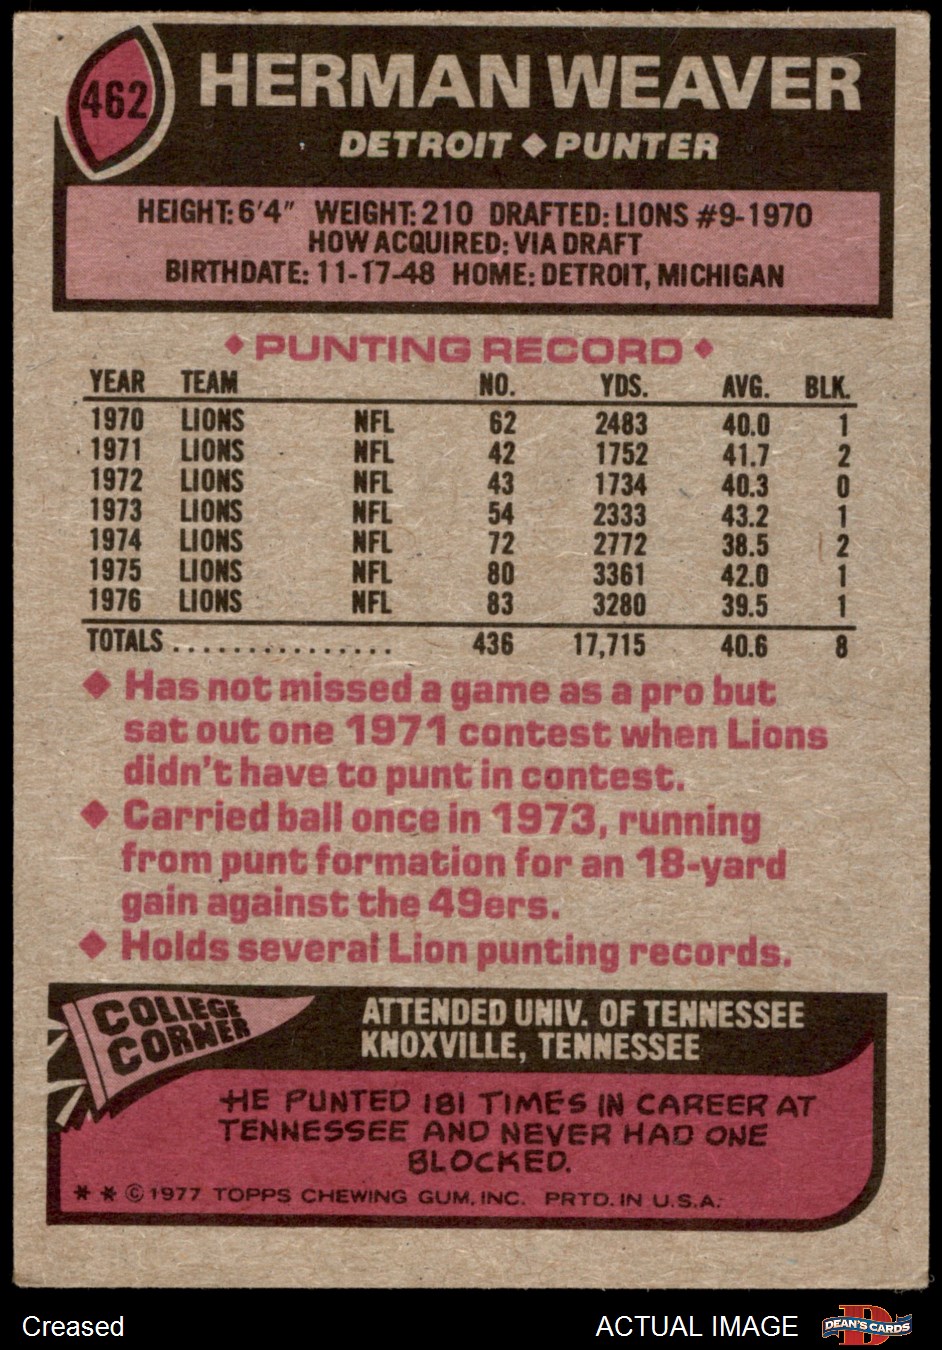 462
HERMAN WEAVER
DETROIT ◆ PUNTER
HEIGHT: 6'4" WEIGHT: 210 DRAFTED: LIONS #9-1970
HOW ACQUIRED: VIA DRAFT
BIRTHDATE: 11-17-48 HOME: DETROIT, MICHIGAN
◆ PUNTING RECORD ◆
YEAR TEAM NO. YDS. AVG. BLK.
1970 LIONS NFL 62 2483 40.0 1
1971 LIONS NFL 42 1752 41.7 2
1972 LIONS NFL 43 1734 40.3 0
1973 LIONS NFL 54 2333 43.2 1
1974 LIONS NFL 72 2772 38.5 2
1975 LIONS NFL 80 3361 42.0 1
1976 LIONS NFL 83 3280 39.5 1
TOTALS............... 436 17,715 40.6 8
◆ Has not missed a game as a pro but
sat out one 1971 contest when Lions
didn't have to punt in contest.
◆ Carried ball once in 1973, running
from punt formation for an 18-yard
gain against the 49ers.
◆ Holds several Lion punting records.
COLLEGE
CORNER
ATTENDED UNIV. OF TENNESSEE
KNOXVILLE, TENNESSEE
HE PUNTED 181 TIMES IN CAREER AT
TENNESSEE AND NEVER HAD ONE
BLOCKED.
* * © 1977 TOPPS CHEWING GUM, INC. PRTD. IN U.S.A.
Creased
ACTUAL IMAGE
D
DEAN'S CARDS